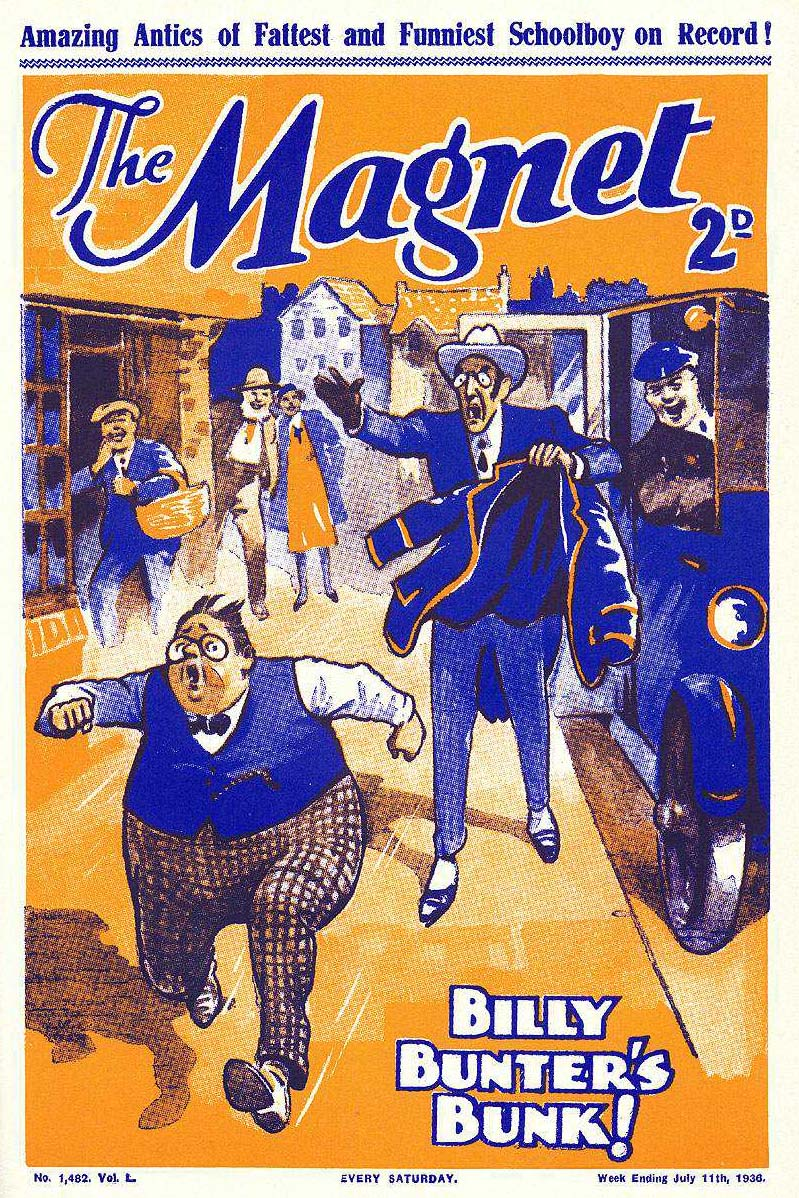 Amazing Antics of Fattest and Funniest Schoolboy on Record!
The Magnet
2D
BILLY
BUNTER'S
BUNK!
No. 1,482. Vol. L. EVERY SATURDAY. Week Ending July 11th, 1936.